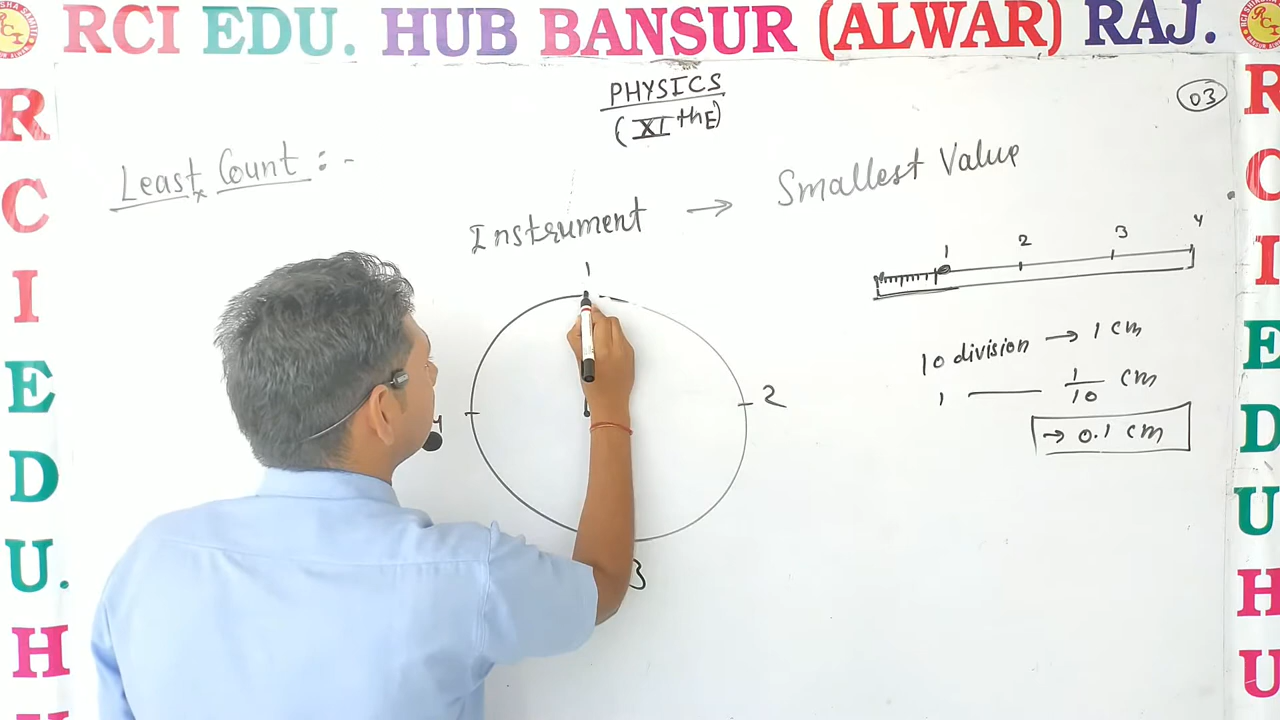 RCI EDU. HUB BANSUR (ALWAR) RAJ.
PHYSICS
(XI thE)
03
Least Count :-
Instrument → Smallest Value
1 2 3 4
1
2
3
4
10 division → 1 cm
1 — 1/10 cm
→ 0.1 cm
R
C
I
E
D
U.
H
R
C
I
E
D
U
H
U